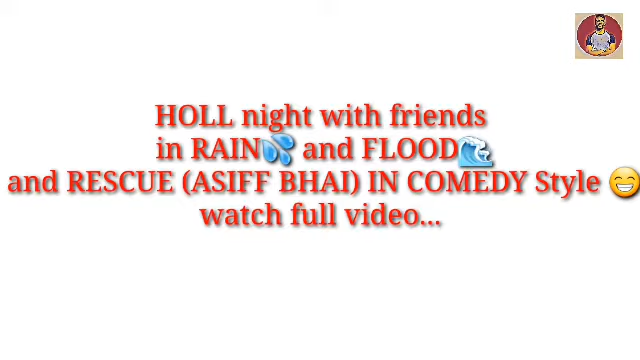 HOLL night with friends
in RAIN💦 and FLOOD🌊
and RESCUE (ASIFF BHAI) IN COMEDY Style 😁
watch full video...